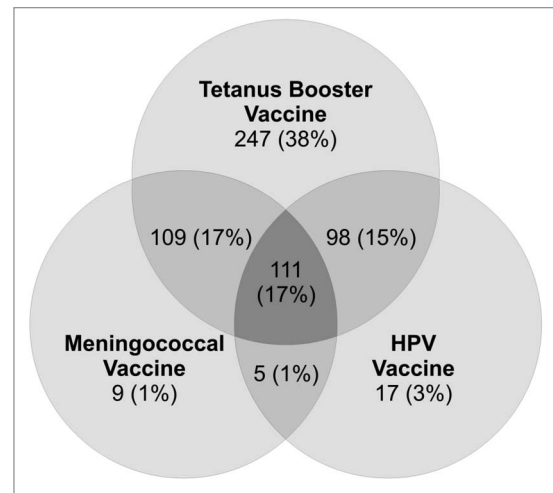 Tetanus Booster
Vaccine
247 (38%)
109 (17%)
98 (15%)
111
(17%)
Meningococcal
Vaccine
9 (1%)
5 (1%)
HPV
Vaccine
17 (3%)